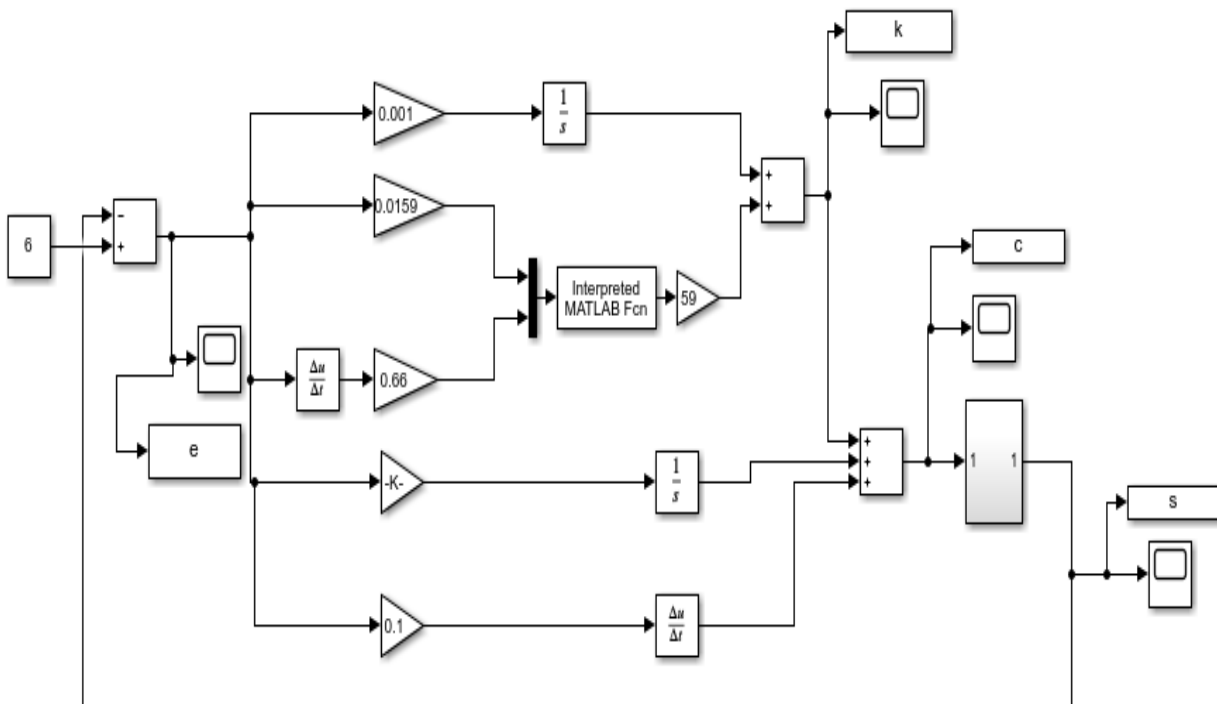 k
0.001
1
s
0.0159
−
+
6
+
+
c
Interpreted
MATLAB Fcn
59
Δu
Δt
0.66
e
+
+
+
-K-
1
s
1
1
s
0.1
Δu
Δt